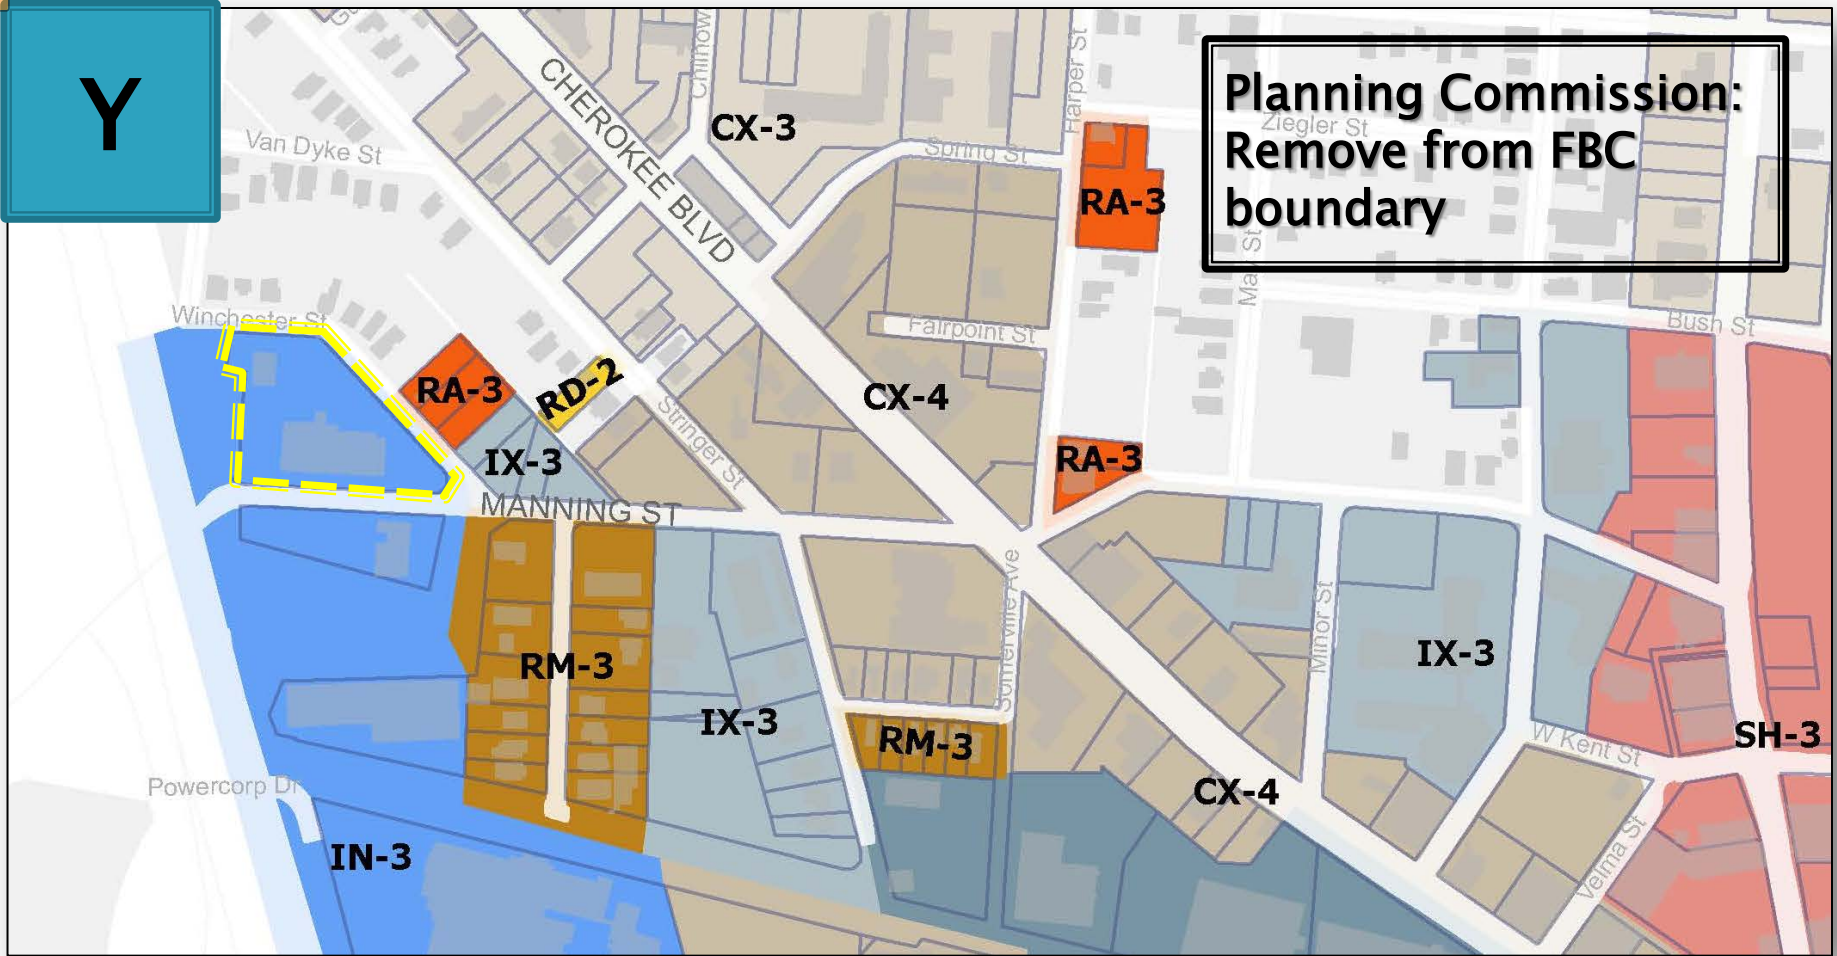 Y
Planning Commission:
Remove from FBC
boundary
CHEROKEE BLVD
CX-3
Harper St
Ziegler St
Van Dyke St
Spring St
RA-3
May St
Winchester St
Fairpoint St
Bush St
RA-3
RD-2
CX-4
Stringer St
IX-3
RA-3
MANNING ST
Somerville Ave
Minor St
RM-3
IX-3
IX-3
RM-3
W Kent St
SH-3
Powercorp Dr
CX-4
IN-3
Velma St